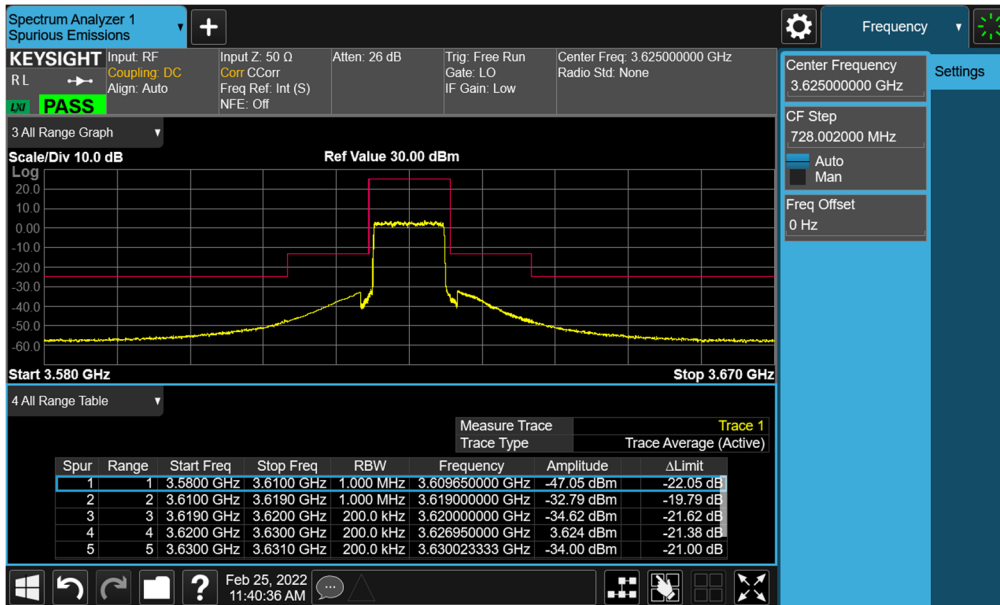 Spectrum Analyzer 1
Spurious Emissions
Frequency
KEYSIGHT
R L
LXI
PASS
Input: RF
Coupling: DC
Align: Auto
Input Z: 50 Ω
Corr CCorr
Freq Ref: Int (S)
NFE: Off
Atten: 26 dB
Trig: Free Run
Gate: LO
IF Gain: Low
Center Freq: 3.625000000 GHz
Radio Std: None
Center Frequency
3.625000000 GHz
Settings
CF Step
728.002000 MHz
Auto
Man
Freq Offset
0 Hz
3 All Range Graph
Scale/Div 10.0 dB
Ref Value 30.00 dBm
Log
20.0
10.0
0.00
-10.0
-20.0
-30.0
-40.0
-50.0
-60.0
Start 3.580 GHz
Stop 3.670 GHz
4 All Range Table
Measure Trace Trace 1
Trace Type Trace Average (Active)
Spur Range Start Freq Stop Freq RBW Frequency Amplitude ΔLimit
1 1 3.5800 GHz 3.6100 GHz 1.000 MHz 3.609650000 GHz -47.05 dBm -22.05 dB
2 2 3.6100 GHz 3.6190 GHz 1.000 MHz 3.619000000 GHz -32.79 dBm -19.79 dB
3 3 3.6190 GHz 3.6200 GHz 200.0 kHz 3.620000000 GHz -34.62 dBm -21.62 dB
4 4 3.6200 GHz 3.6300 GHz 200.0 kHz 3.626950000 GHz 3.624 dBm -21.38 dB
5 5 3.6300 GHz 3.6310 GHz 200.0 kHz 3.630023333 GHz -34.00 dBm -21.00 dB
Feb 25, 2022
11:40:36 AM